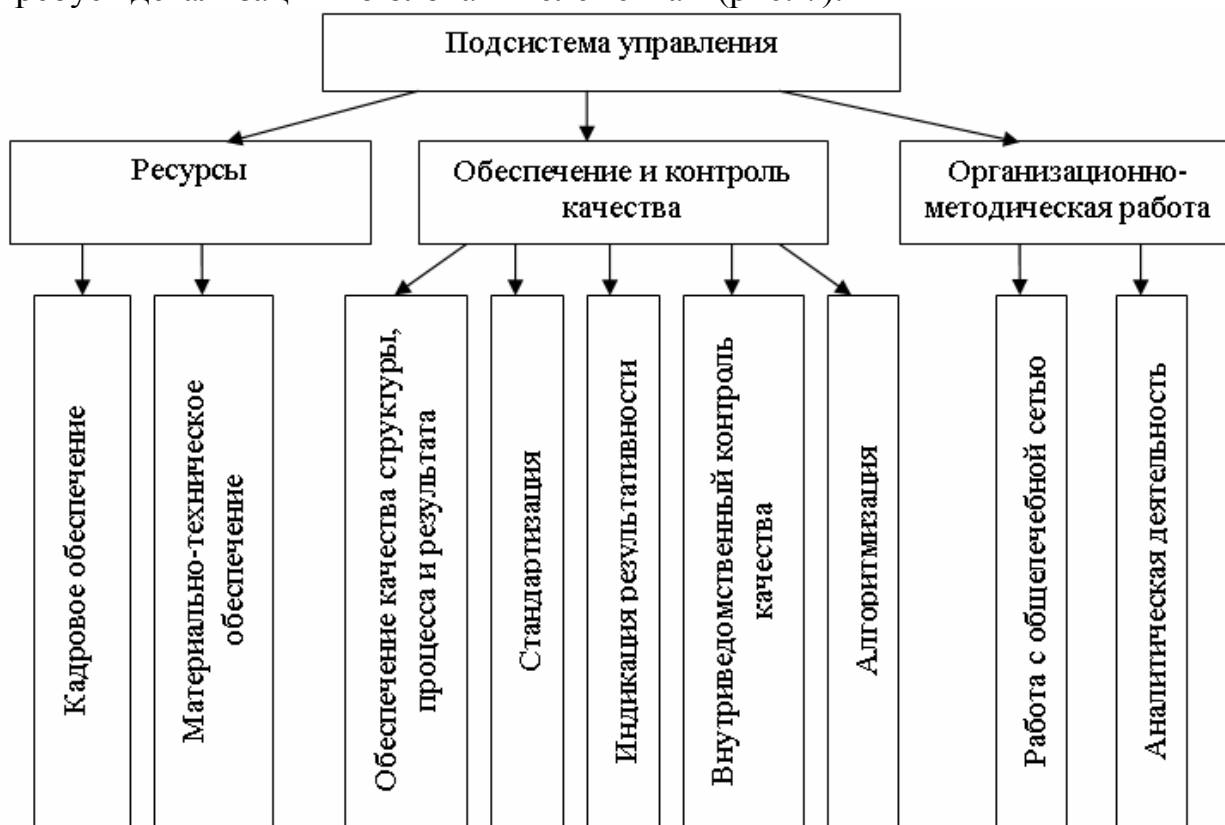 Подсистема управления
Ресурсы
Обеспечение и контроль
качества
Организационно-
методическая работа
Кадровое обеспечение
Материально-техническое
обеспечение
Обеспечение качества структуры,
процесса и результата
Стандартизация
Индикация результативности
Внутриведомственный контроль
качества
Алгоритмизация
Работа с общелечебной сетью
Аналитическая деятельность